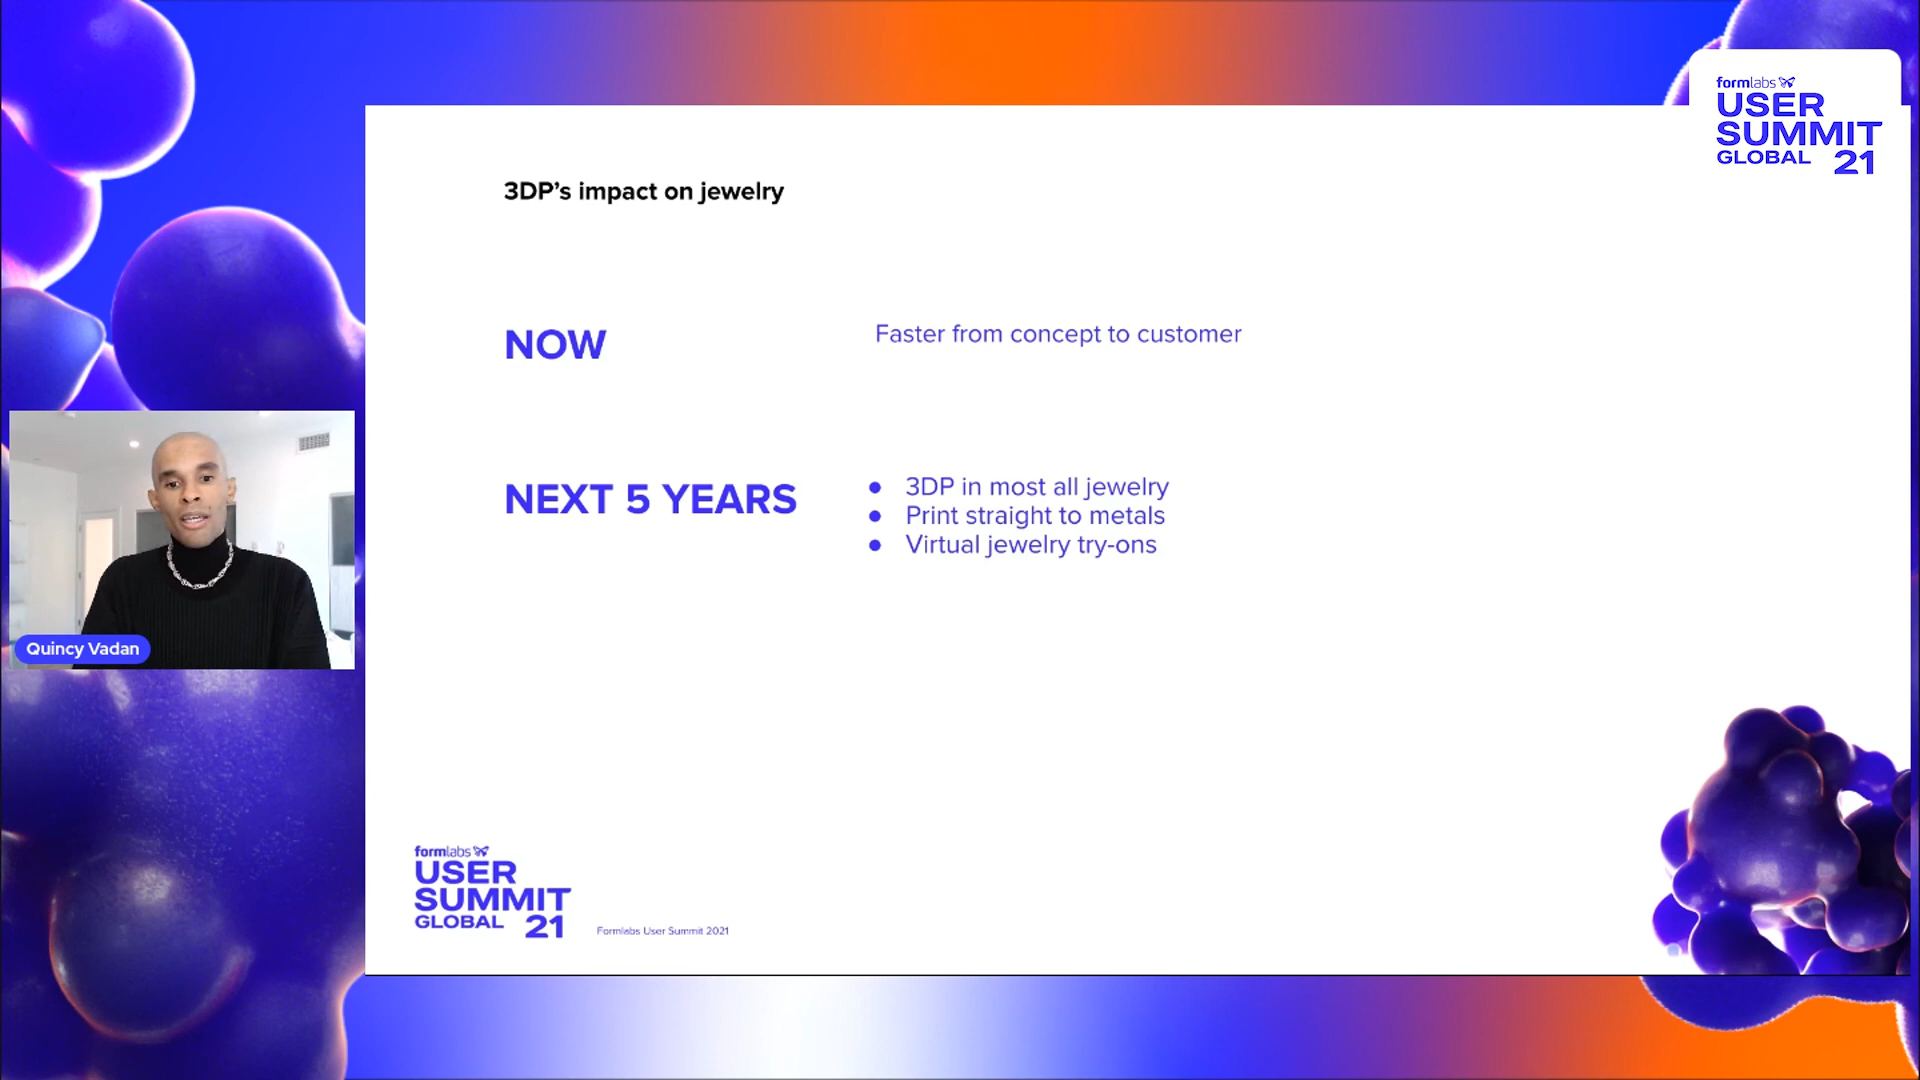 formlabs
USER
SUMMIT
GLOBAL 21
3DP's impact on jewelry
NOW
Faster from concept to customer
NEXT 5 YEARS
● 3DP in most all jewelry
● Print straight to metals
● Virtual jewelry try-ons
Quincy Vadan
formlabs
USER
SUMMIT
GLOBAL 21
Formlabs User Summit 2021